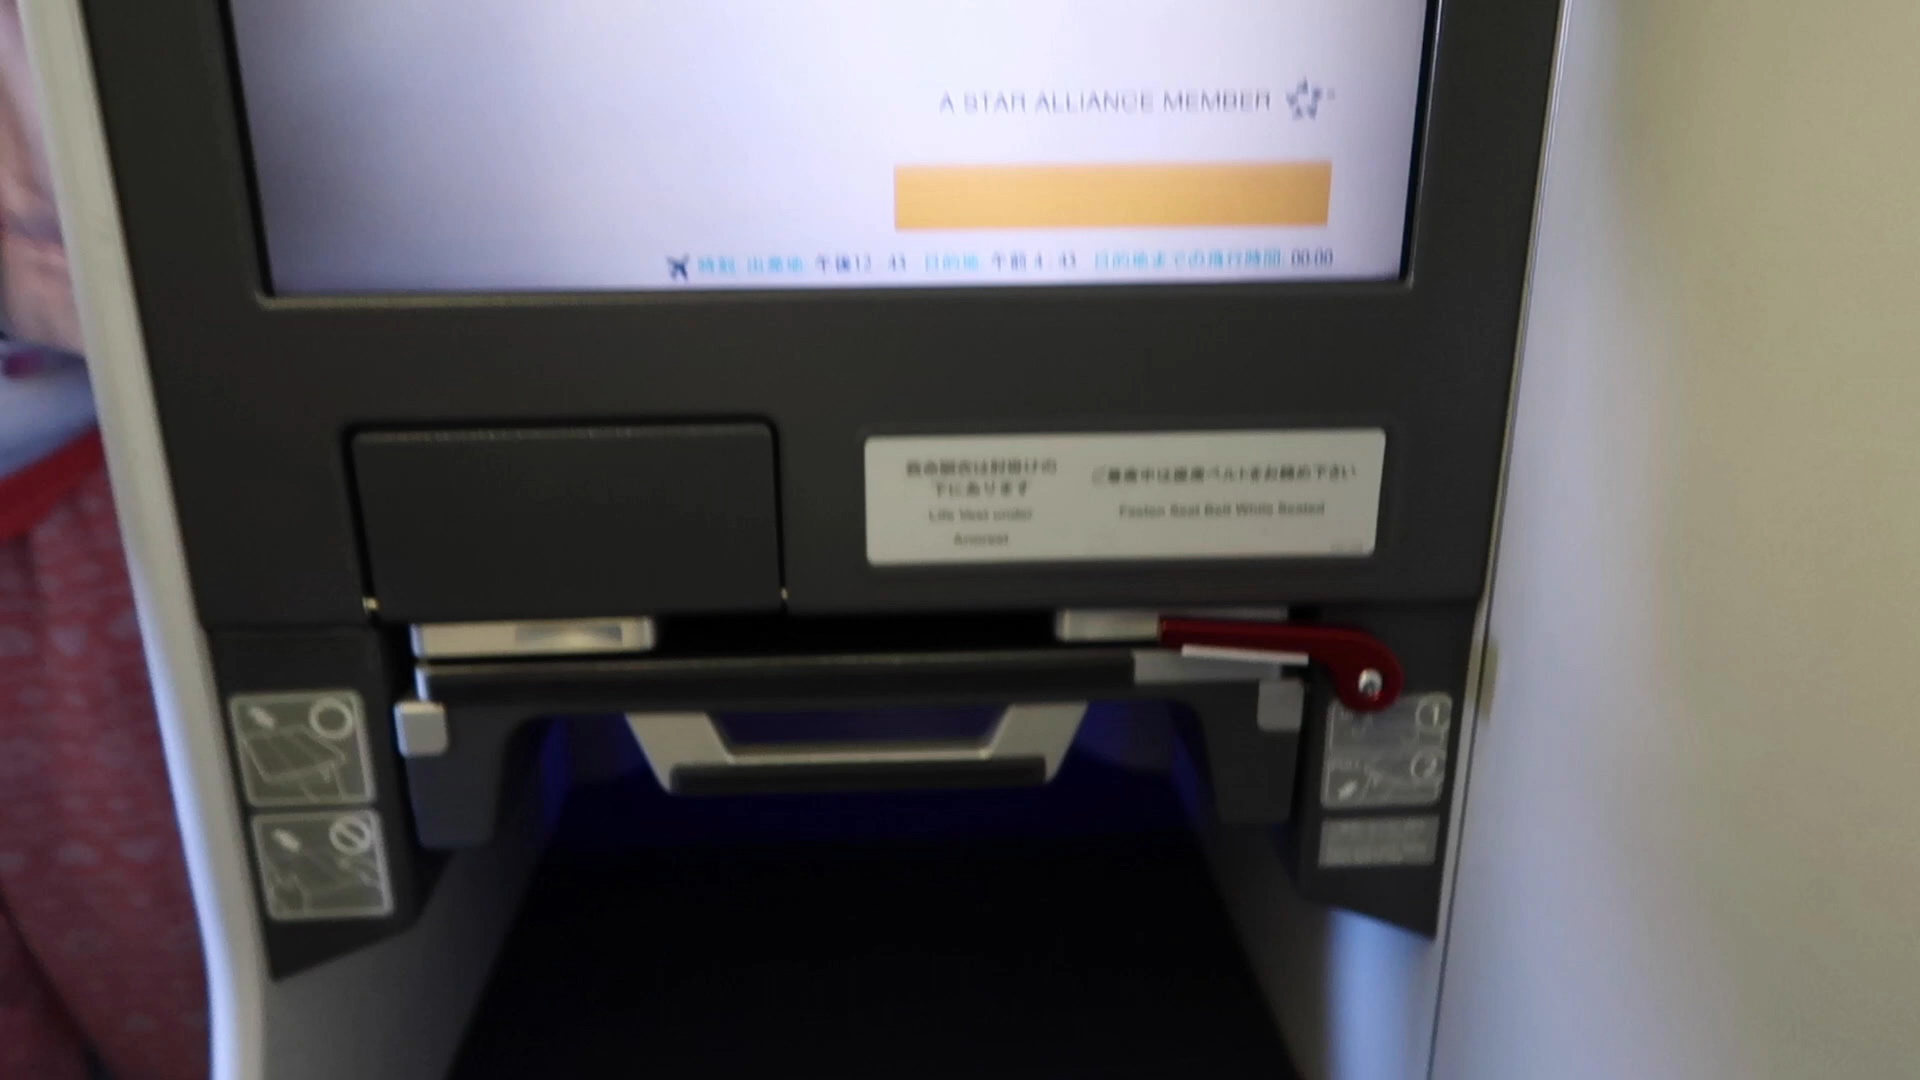 A STAR ALLIANCE MEMBER
時刻 出発地 午後12:43 目的地 午前 4:43 目的地までの飛行時間: 00:00
救命胴衣は肘掛けの
下にあります
Life Vest under
Armrest
ご着席中は座席ベルトをお締め下さい
Fasten Seat Belt While Seated
1
2